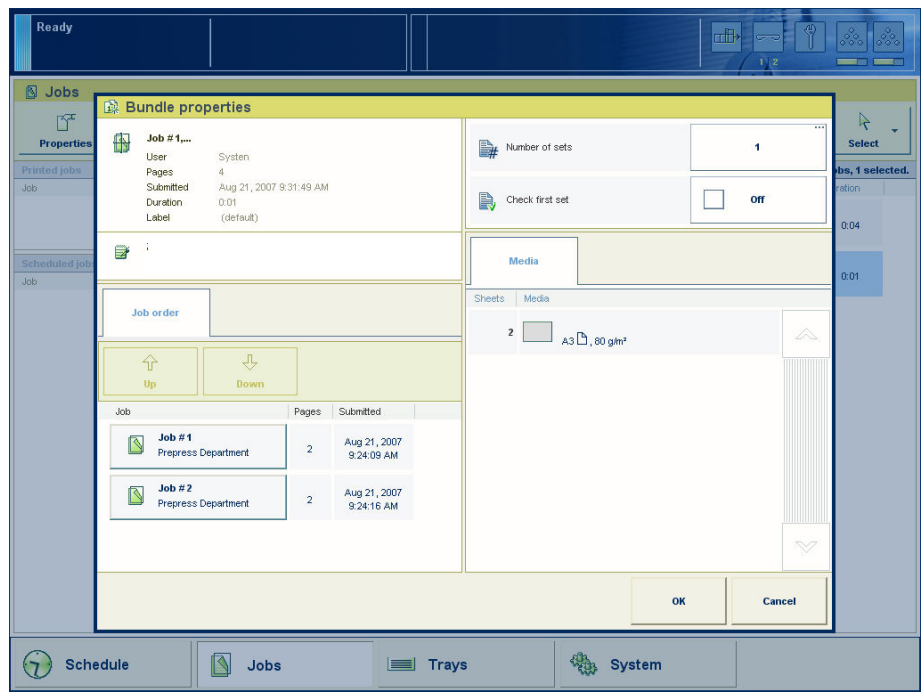 Ready
1 2
Jobs
Properties
Select
Printed jobs
Job
obs, 1 selected.
ration
0:04
Scheduled job
Job
0:01
Bundle properties
Job #1,...
User Systen
Pages 4
Submitted Aug 21, 2007 9:31:49 AM
Duration 0:01
Label (default)
;
Number of sets 1 ...
Check first set Off
Job order
Up Down
Job Pages Submitted
Job #1
Prepress Department
2
Aug 21, 2007
9:24:09 AM
Job #2
Prepress Department
2
Aug 21, 2007
9:24:16 AM
Media
Sheets Media
2 A3 , 80 g/m²
OK Cancel
Schedule Jobs Trays System